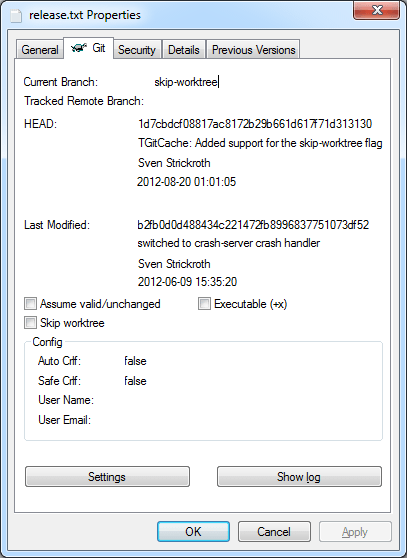 release.txt Properties
General
Git
Security
Details
Previous Versions
Current Branch: skip-worktree
Tracked Remote Branch:
HEAD: 1d7cbdcf08817ac8172b29b661d617f71d313130
TGitCache: Added support for the skip-worktree flag
Sven Strickroth
2012-08-20 01:01:05
Last Modified: b2fb0d0d488434c221472fb8996837751073df52
switched to crash-server crash handler
Sven Strickroth
2012-06-09 15:35:20
Assume valid/unchanged Executable (+x)
Skip worktree
Config
Auto Crlf: false
Safe Crlf: false
User Name:
User Email:
Settings Show log
OK Cancel Apply